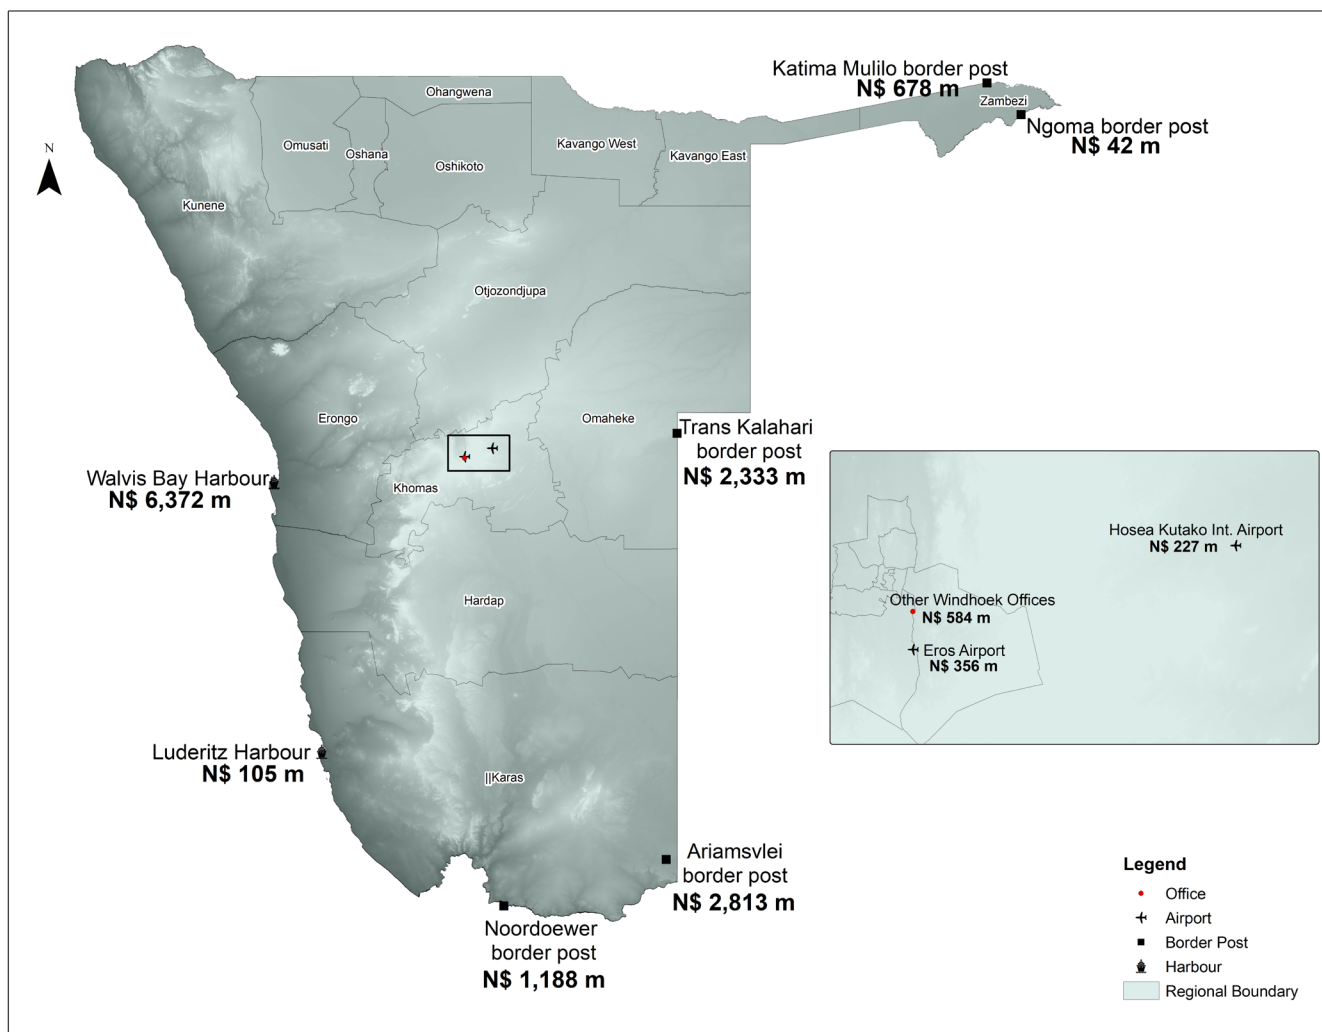 Katima Mulilo border post
N$ 678 m
Zambezi
Ngoma border post
N$ 42 m
Ohangwena
Omusati
Oshana
Oshikoto
Kavango West
Kavango East
N
Kunene
Otjozondjupa
Erongo
Omaheke
Trans Kalahari
border post
N$ 2,333 m
Walvis Bay Harbour
N$ 6,372 m
Khomas
Hosea Kutako Int. Airport
N$ 227 m
Other Windhoek Offices
N$ 584 m
Eros Airport
N$ 356 m
Hardap
Luderitz Harbour
N$ 105 m
||Karas
Ariamsvlei
border post
N$ 2,813 m
Noordoewer
border post
N$ 1,188 m
Legend
Office
Airport
Border Post
Harbour
Regional Boundary